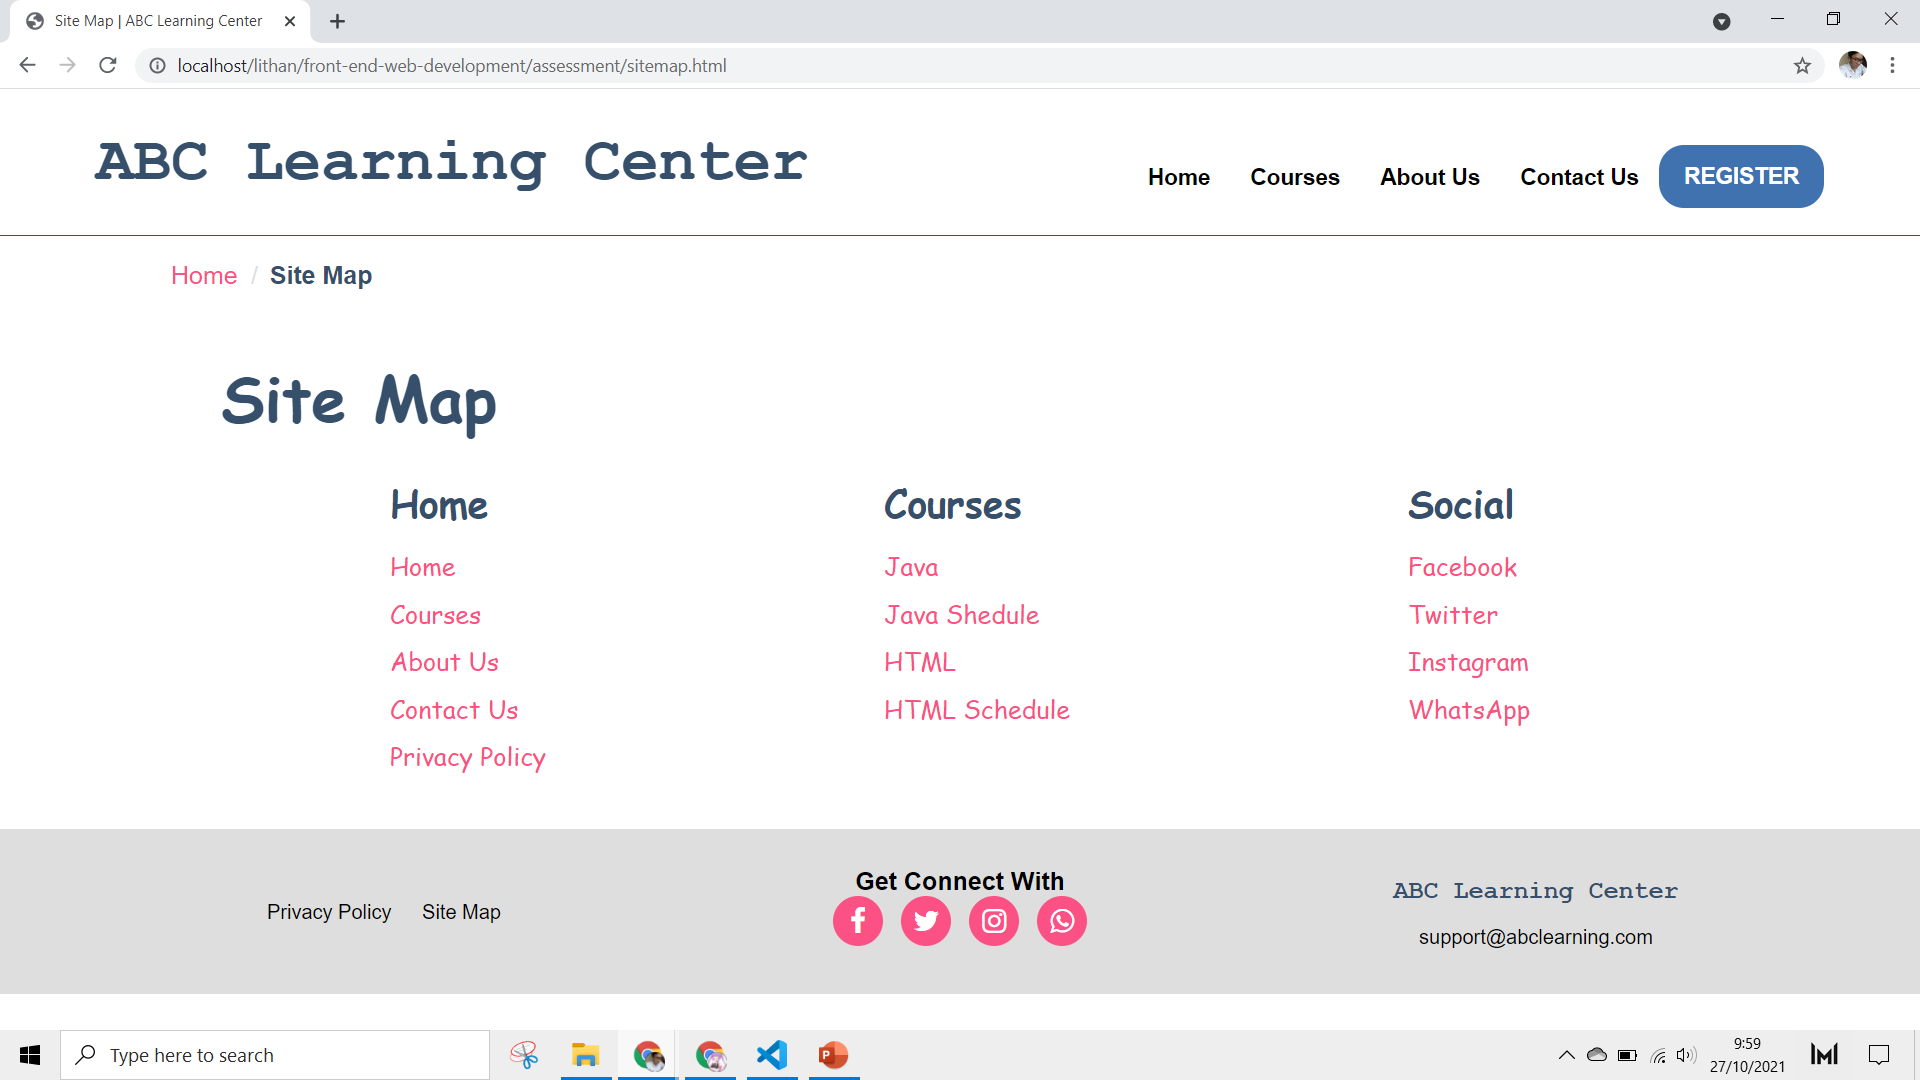 Site Map | ABC Learning Center
localhost/lithan/front-end-web-development/assessment/sitemap.html
ABC Learning Center
Home Courses About Us Contact Us REGISTER
Home / Site Map
Site Map
Home
Home
Courses
About Us
Contact Us
Privacy Policy
Courses
Java
Java Shedule
HTML
HTML Schedule
Social
Facebook
Twitter
Instagram
WhatsApp
Privacy Policy Site Map
Get Connect With
ABC Learning Center
support@abclearning.com
Type here to search
9:59
27/10/2021